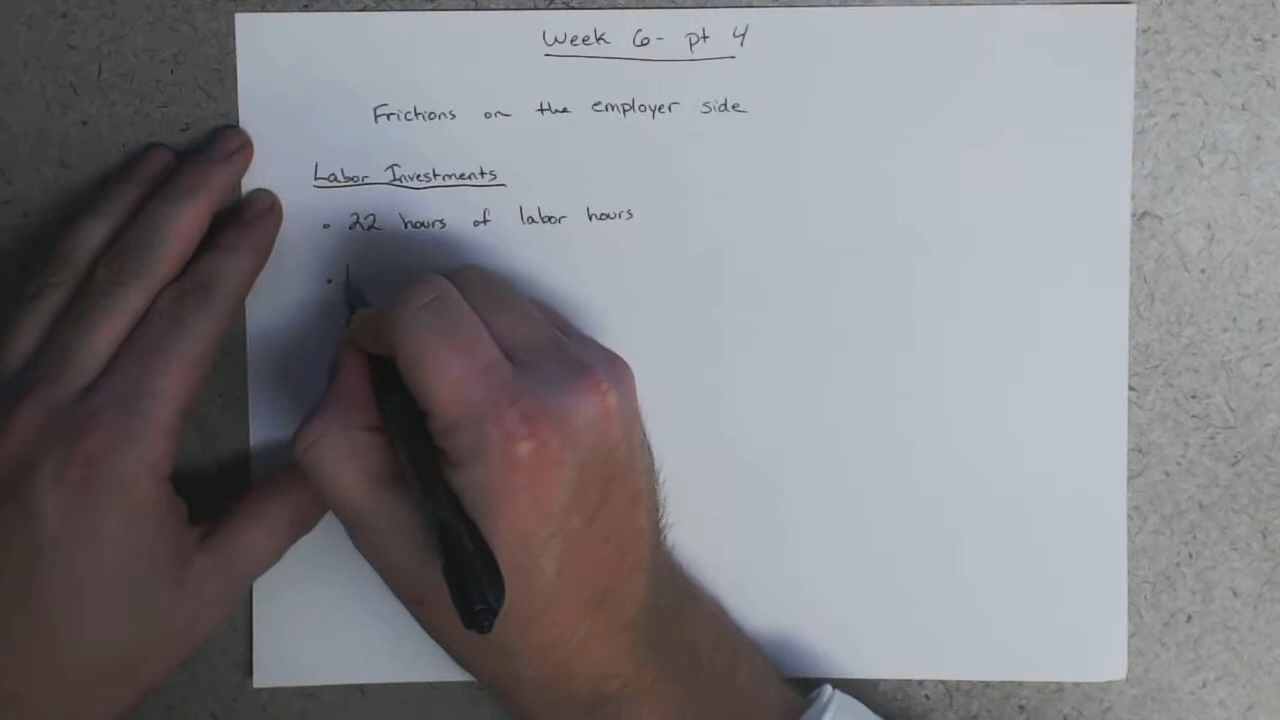 Week 6- pt 4
Frictions on the employer side
Labor Investments
• 22 hours of labor hours
•